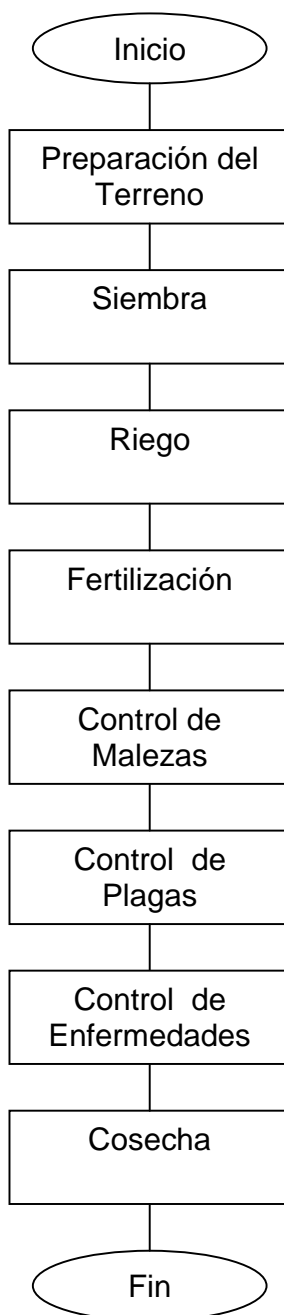 Inicio
Preparación del
Terreno
Siembra
Riego
Fertilización
Control de
Malezas
Control de
Plagas
Control de
Enfermedades
Cosecha
Fin